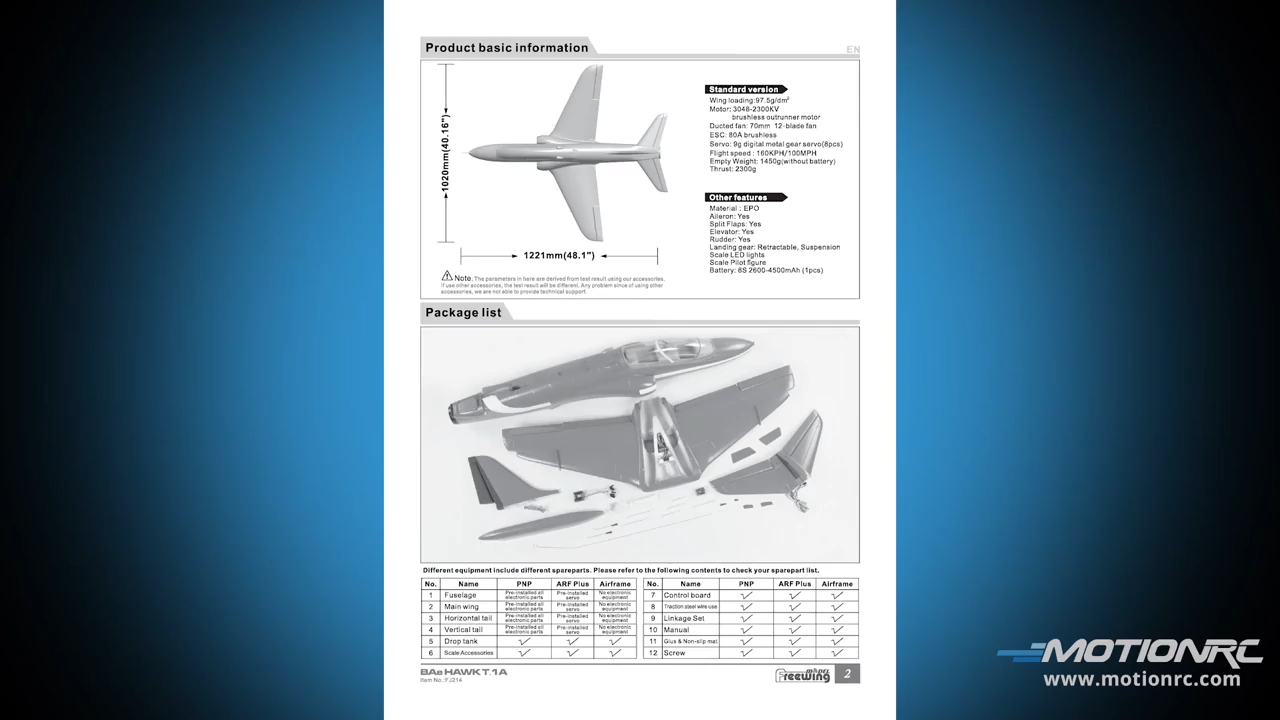 Product basic information
EN
1020mm(40.16")
1221mm(48.1")
Note: The parameters in here are derived from test result using our accessories.
If use other accessories, the test result will be different. Any problem since of using other
accessories, we are not able to provide technical support.
Standard version
Wing loading:97.5g/dm²
Motor: 3048-2300KV
brushless outrunner motor
Ducted fan: 70mm 12-blade fan
ESC: 80A brushless
Servo: 9g digital metal gear servo(8pcs)
Flight speed : 160KPH/100MPH
Empty Weight: 1450g(without battery)
Thrust: 2300g
Other features
Material : EPO
Aileron: Yes
Split Flaps: Yes
Elevator: Yes
Rudder: Yes
Landing gear: Retractable, Suspension
Scale LED lights
Scale Pilot figure
Battery: 6S 2600-4500mAh (1pcs)
Package list
Different equipment include different spareparts. Please refer to the following contents to check your sparepart list.
No. Name PNP ARF Plus Airframe No. Name PNP ARF Plus Airframe
1 Fuselage Pre-installed all electronic parts Pre-installed servo No electronic equipment 7 Control board ✓ ✓ ✓
2 Main wing Pre-installed all electronic parts Pre-installed servo No electronic equipment 8 Traction steel wire use ✓ ✓ ✓
3 Horizontal tail Pre-installed all electronic parts Pre-installed servo No electronic equipment 9 Linkage Set ✓ ✓ ✓
4 Vertical tail Pre-installed all electronic parts Pre-installed servo No electronic equipment 10 Manual ✓ ✓ ✓
5 Drop tank ✓ ✓ ✓ 11 Glus & Non-slip mat ✓ ✓ ✓
6 Scale Accessories ✓ ✓ ✓ 12 Screw ✓ ✓ ✓
BAe HAWK T.1A
Item No.:FJ214
Freewing MODEL
2
MOTIONRC
www.motionrc.com